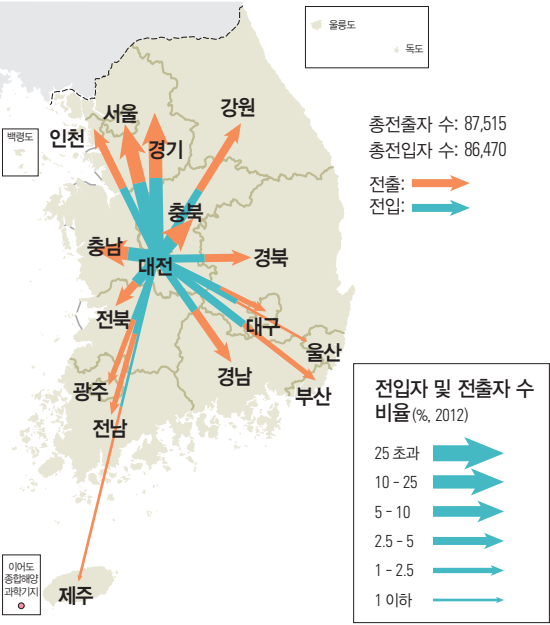 울릉도
독도
서울
강원
인천
경기
백령도
총전출자 수: 87,515
총전입자 수: 86,470
전출:
전입:
충북
충남
대전
경북
전북
대구
울산
경남
부산
광주
전남
전입자 및 전출자 수
비율(%, 2012)
25 초과
10 - 25
5 - 10
2.5 - 5
1 - 2.5
1 이하
이어도
종합해양
과학기지
제주